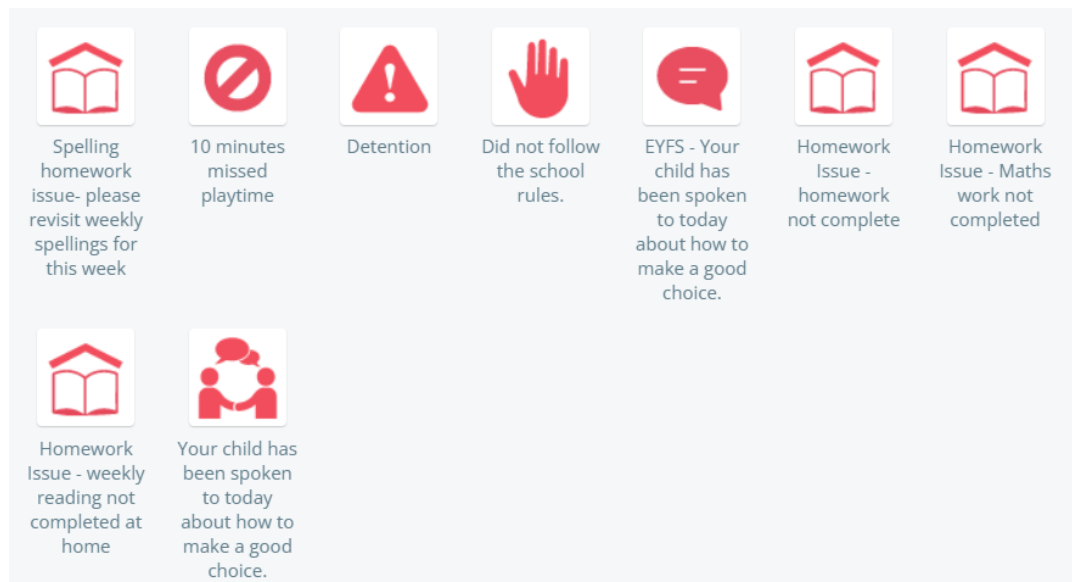 Spelling
homework
issue- please
revisit weekly
spellings for
this week
10 minutes
missed
playtime
Detention
Did not follow
the school
rules.
EYFS - Your
child has
been spoken
to today
about how to
make a good
choice.
Homework
Issue -
homework
not complete
Homework
Issue - Maths
work not
completed
Homework
Issue - weekly
reading not
completed at
home
Your child has
been spoken
to today
about how to
make a good
choice.